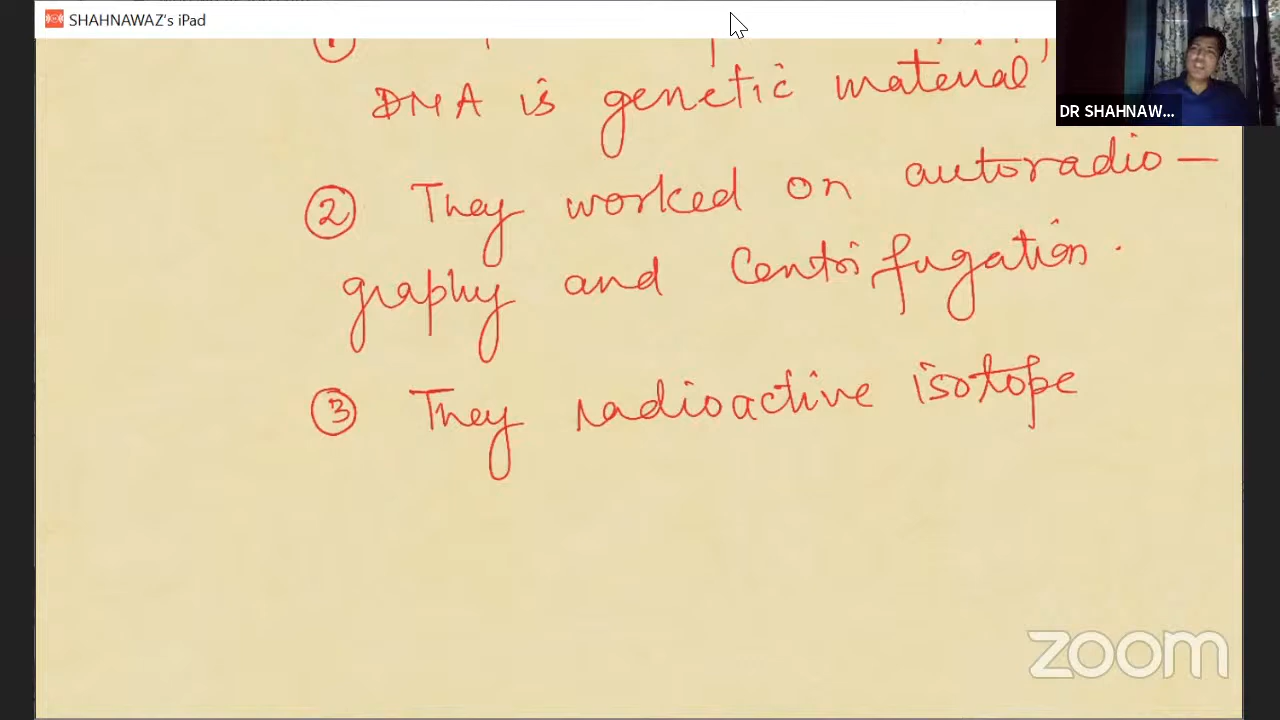 SHAHNAWAZ's iPad
1
DNA is genetic material
DR SHAHNAW...
2 They worked on autoradio-
graphy and Centrifugation.
3 They radioactive isotope
zoom